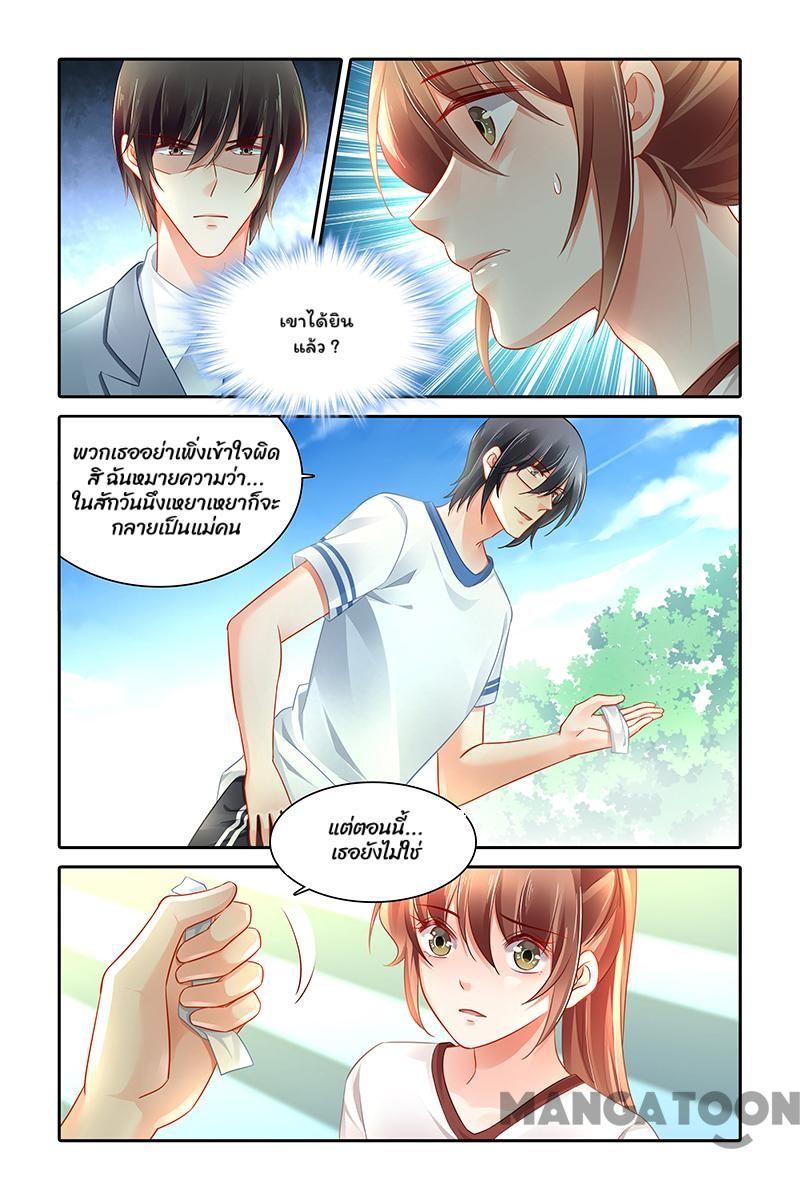 เขาได้ยิน
แล้ว ?
พวกเธออย่าเพิ่งเข้าใจผิด
สิ ฉันหมายความว่า...
ในสักวันนึงเหยาเหยาก็จะ
กลายเป็นแม่คน
แต่ตอนนี้...
เธอยังไม่ใช่
MANGATOON